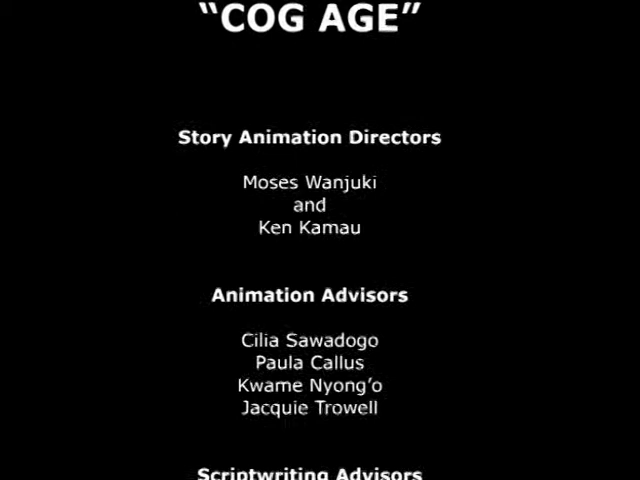 “COG AGE”
Story Animation Directors
Moses Wanjuki
and
Ken Kamau
Animation Advisors
Cilia Sawadogo
Paula Callus
Kwame Nyong’o
Jacquie Trowell
Scriptwriting Advisors